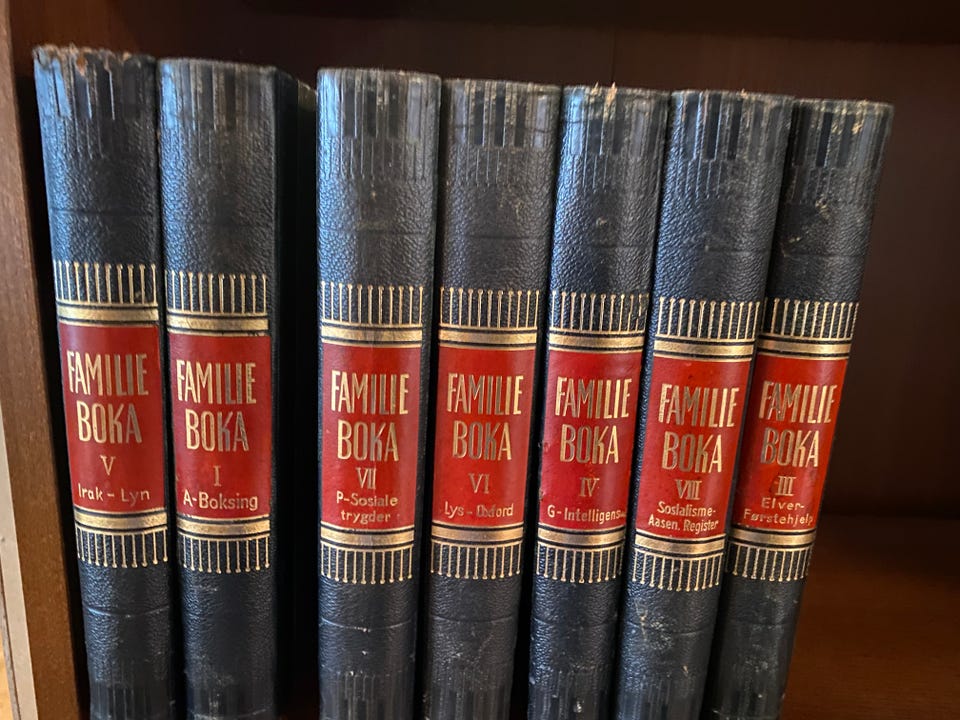 FAMILIE
BOKA
V
Irak - Lyn
FAMILIE
BOKA
I
A-Boksing
FAMILIE
BOKA
VII
P-Sosiale
trygder
FAMILIE
BOKA
VI
Lys - Oxford
FAMILIE
BOKA
IV
G-Intelligens
FAMILIE
BOKA
VIII
Sosialisme-
Aasen. Register
FAMILIE
BOKA
III
Elver-
Førstehjelp